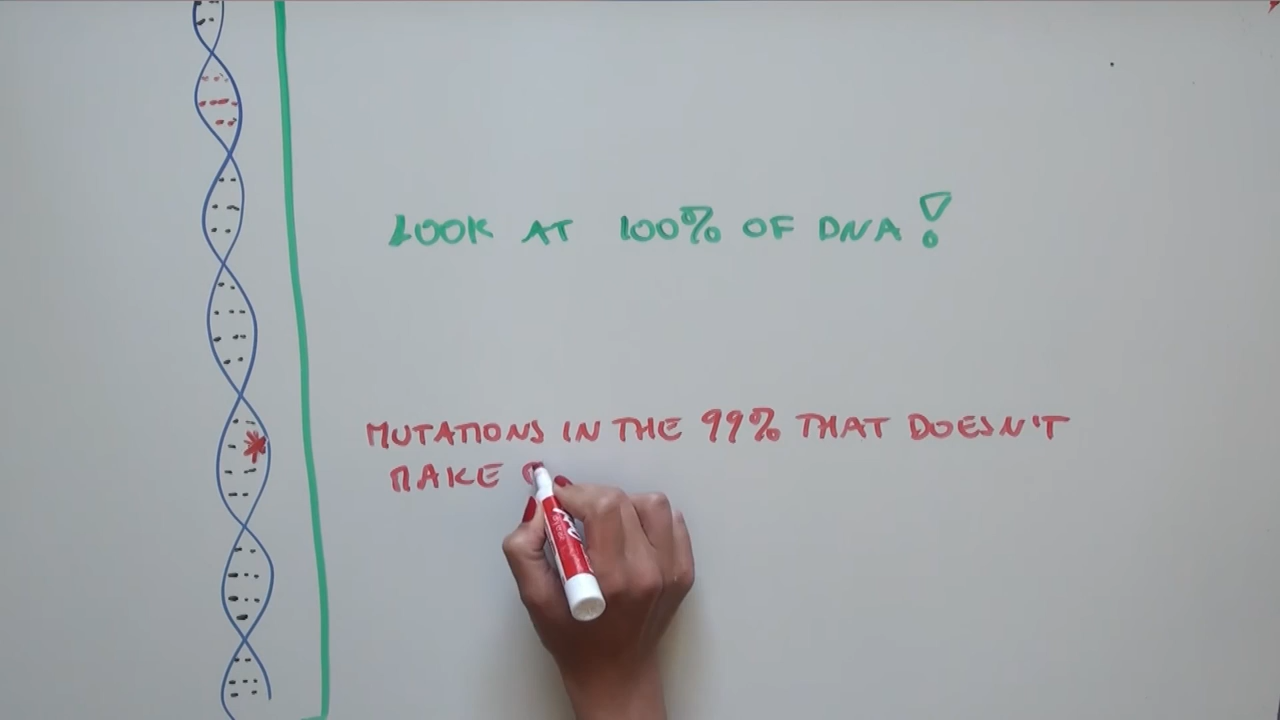 LOOK AT 100% OF DNA!
MUTATIONS IN THE 99% THAT DOESN'T
MAKE